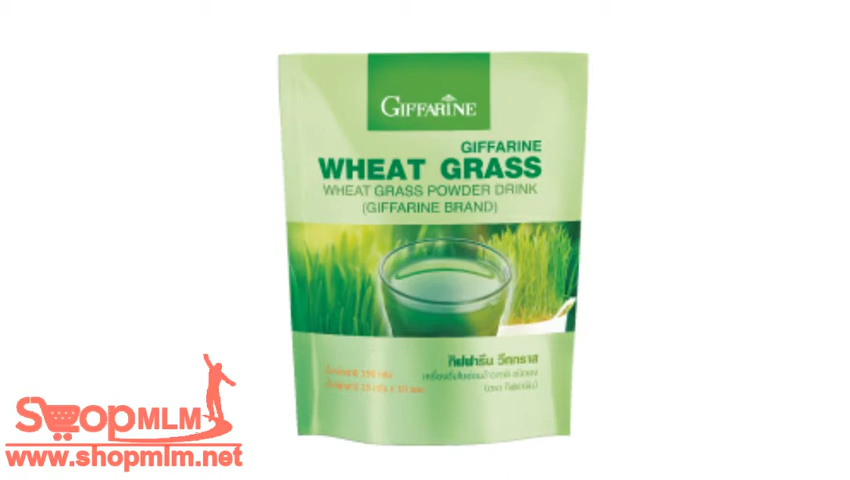 GIFFARINE
GIFFARINE
WHEAT GRASS
WHEAT GRASS POWDER DRINK
(GIFFARINE BRAND)
กิฟฟารีน วีทกราส
SHOPMLM
www.shopmlm.net